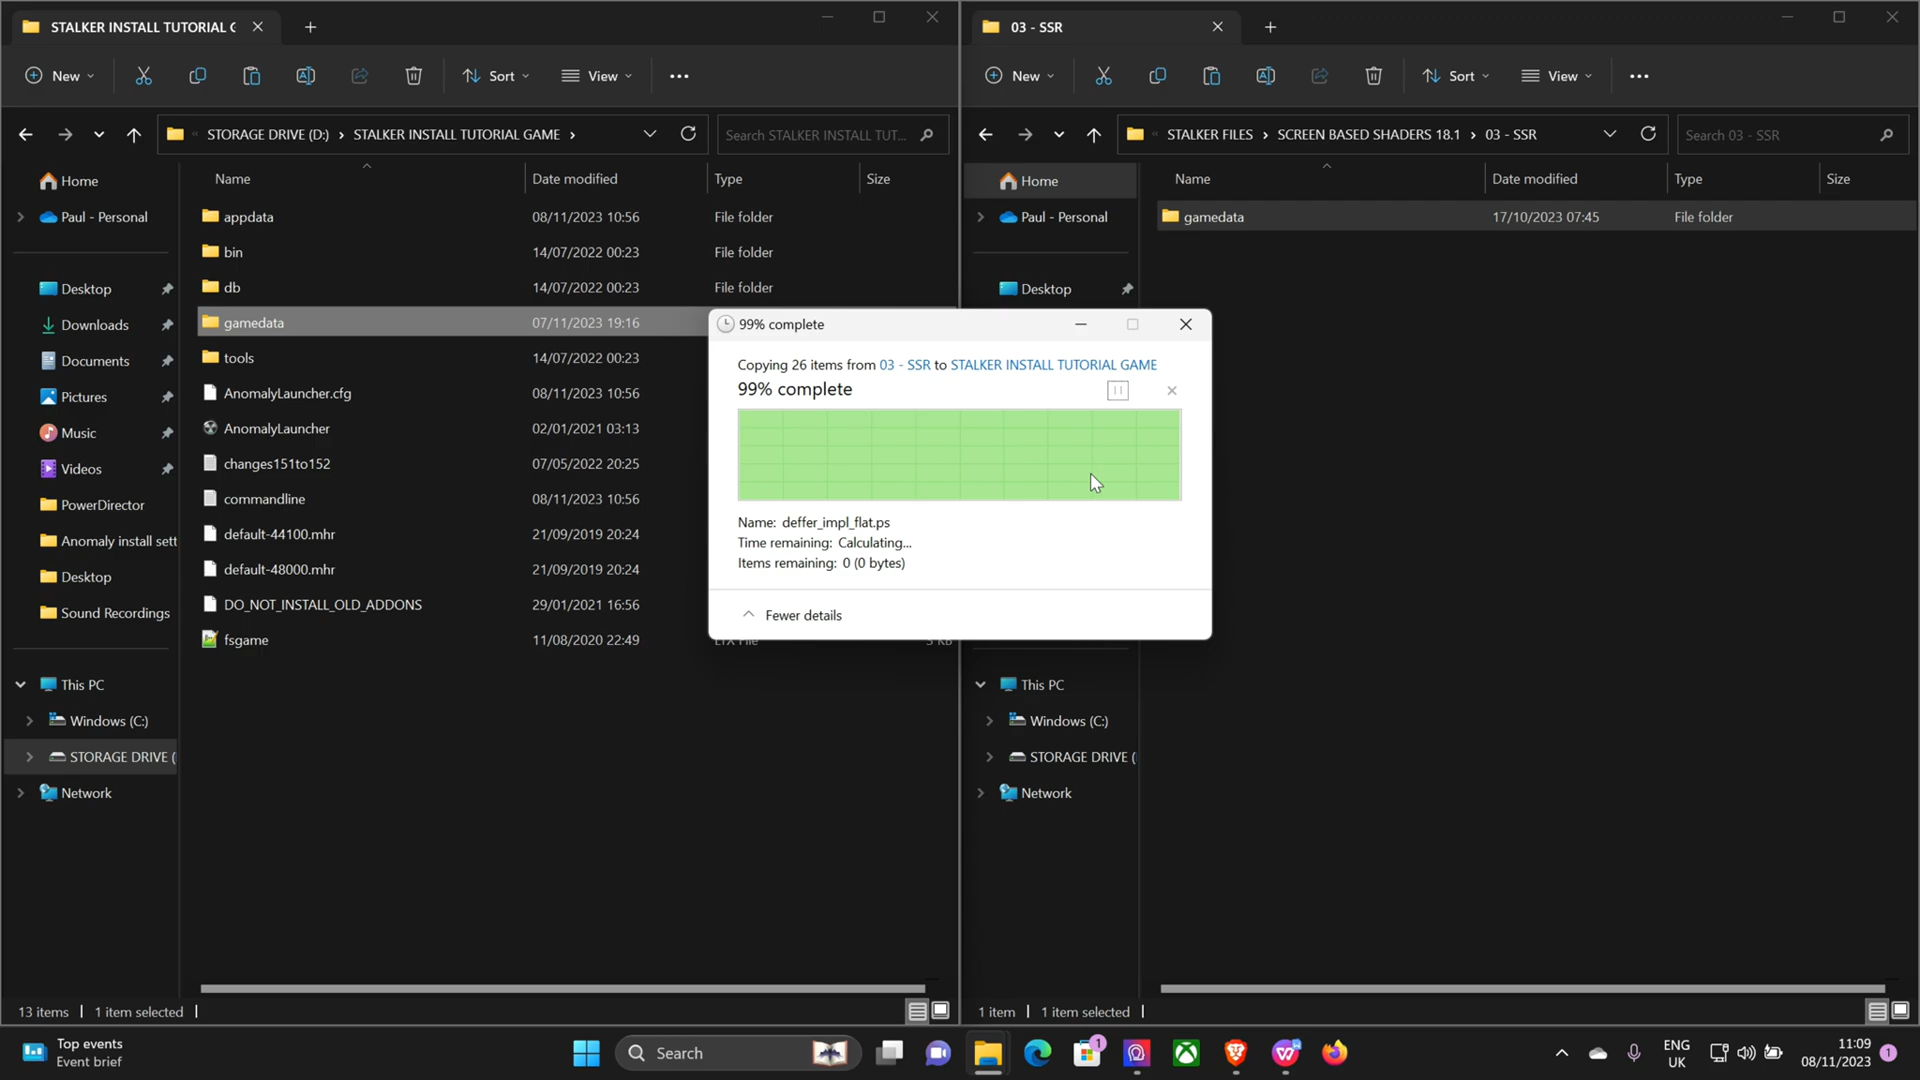 STALKER INSTALL TUTORIAL G
New
Sort
View
STORAGE DRIVE (D:) › STALKER INSTALL TUTORIAL GAME ›
Search STALKER INSTALL TUT...
Home
Paul - Personal
Desktop
Downloads
Documents
Pictures
Music
Videos
PowerDirector
Anomaly install sett
Desktop
Sound Recordings
This PC
Windows (C:)
STORAGE DRIVE (
Network
Name Date modified Type Size
appdata 08/11/2023 10:56 File folder
bin 14/07/2022 00:23 File folder
db 14/07/2022 00:23 File folder
gamedata 07/11/2023 19:16
tools 14/07/2022 00:23
AnomalyLauncher.cfg 08/11/2023 10:56
AnomalyLauncher 02/01/2021 03:13
changes151to152 07/05/2022 20:25
commandline 08/11/2023 10:56
default-44100.mhr 21/09/2019 20:24
default-48000.mhr 21/09/2019 20:24
DO_NOT_INSTALL_OLD_ADDONS 29/01/2021 16:56
fsgame 11/08/2020 22:49 LTX File 3 KB
13 items 1 item selected
03 - SSR
New
Sort
View
STALKER FILES › SCREEN BASED SHADERS 18.1 › 03 - SSR
Search 03 - SSR
Home
Paul - Personal
Desktop
This PC
Windows (C:)
STORAGE DRIVE (
Network
Name Date modified Type Size
gamedata 17/10/2023 07:45 File folder
1 item 1 item selected
99% complete
Copying 26 items from 03 - SSR to STALKER INSTALL TUTORIAL GAME
99% complete
Name: deffer_impl_flat.ps
Time remaining: Calculating...
Items remaining: 0 (0 bytes)
Fewer details
Top events
Event brief
Search
1
ENG
UK
11:09
08/11/2023
1